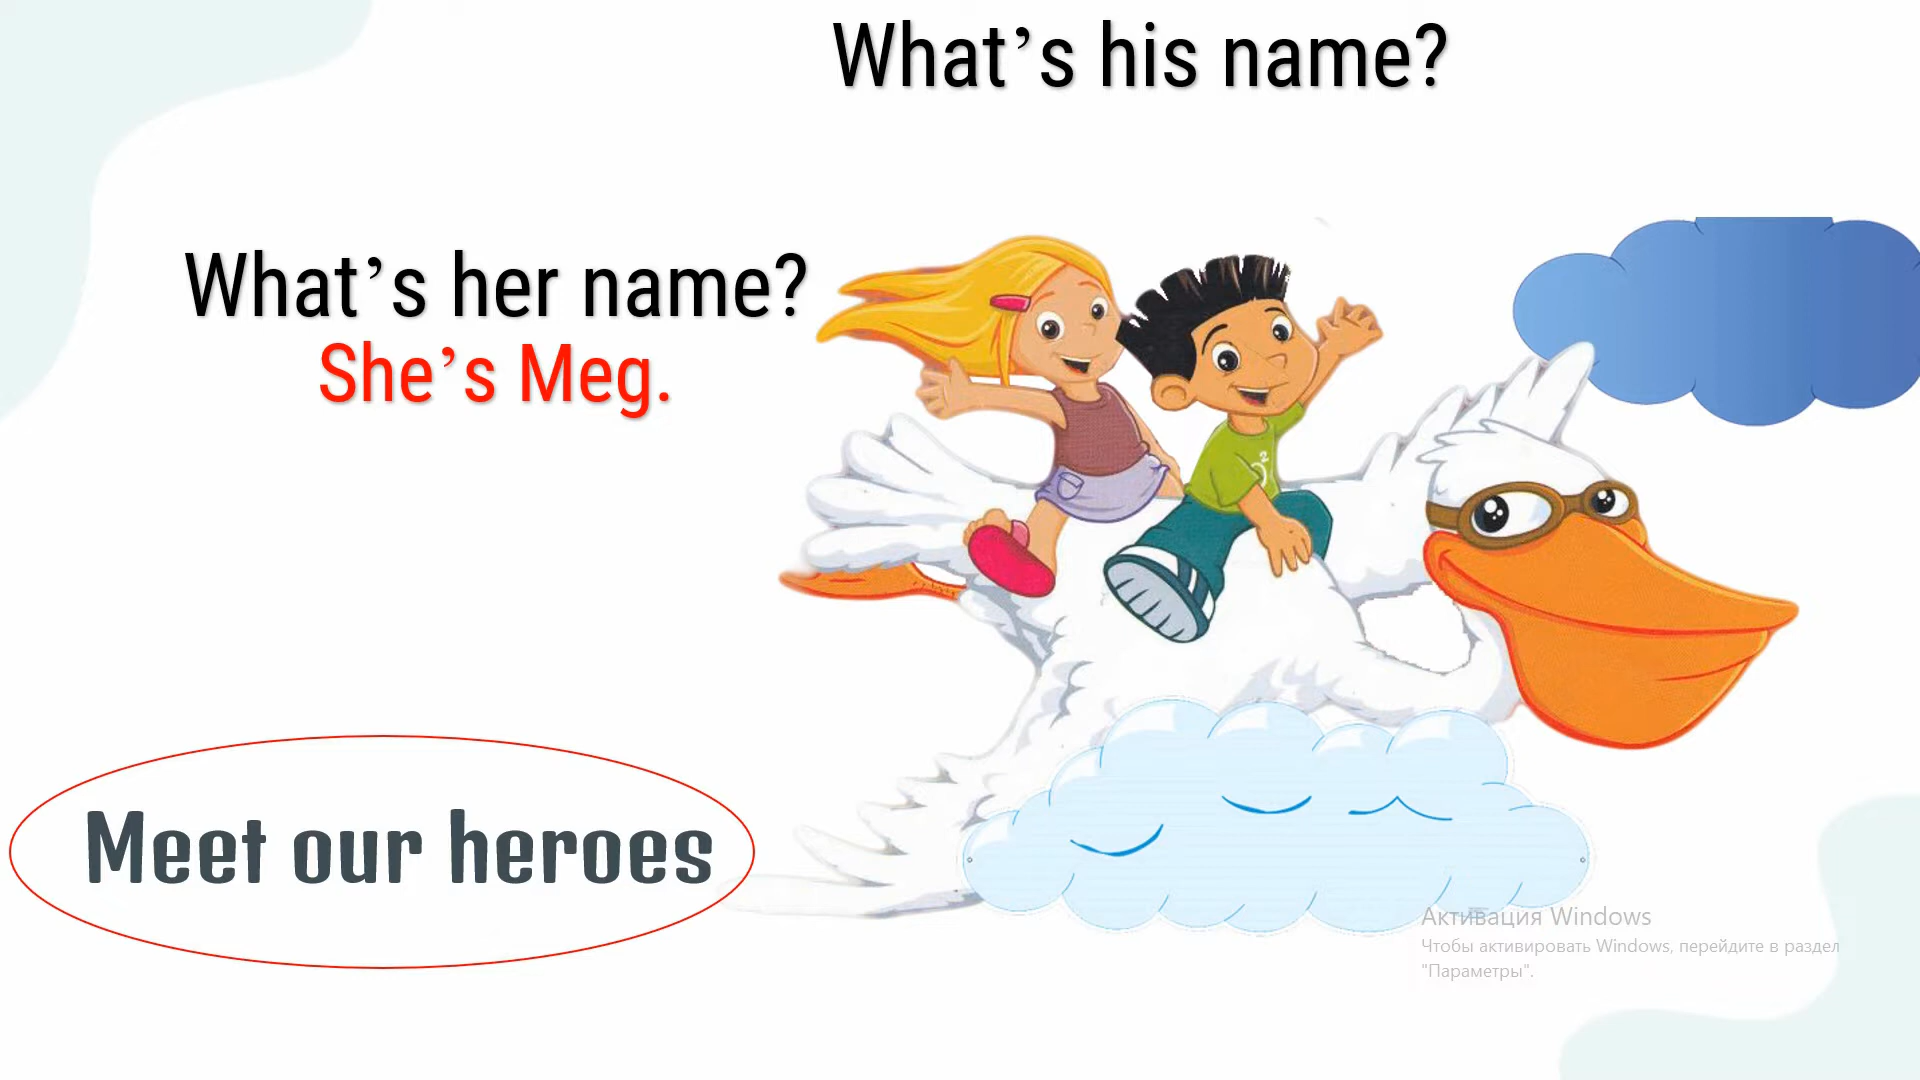 What’s his name?
What’s her name?
She’s Meg.
Meet our heroes
Активация Windows
Чтобы активировать Windows, перейдите в раздел
"Параметры".